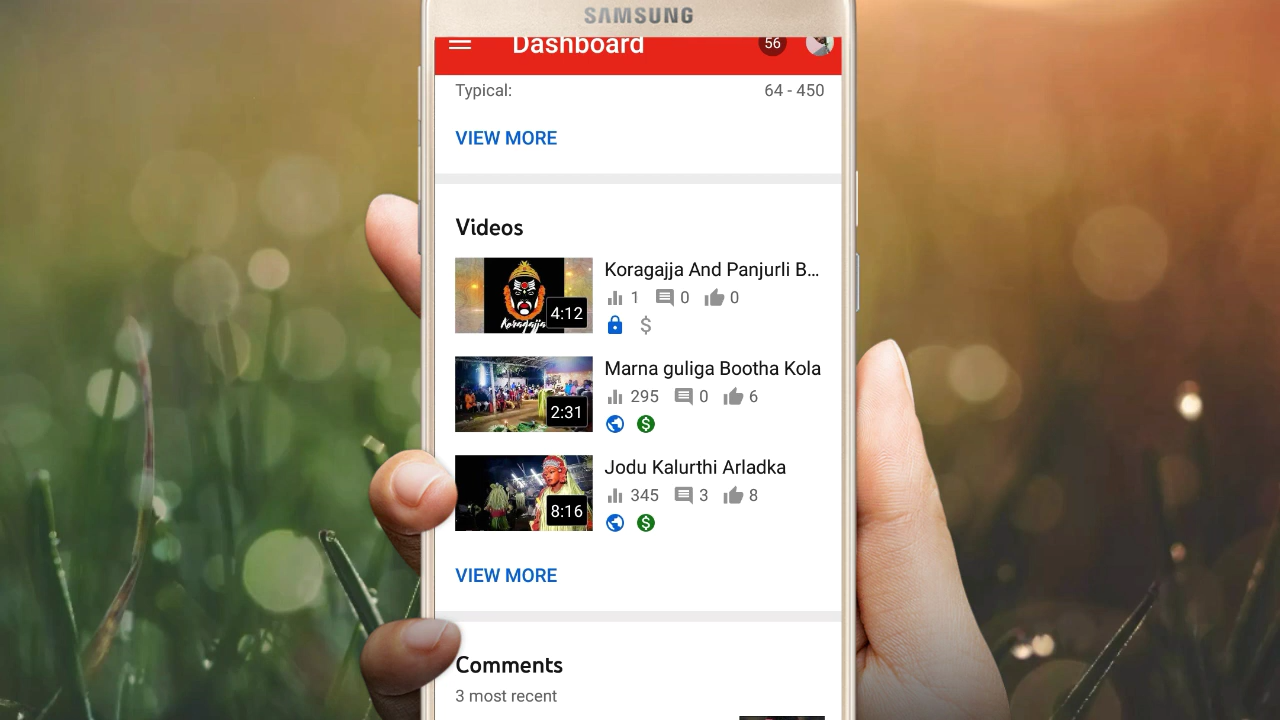 SAMSUNG
Dashboard
56
Typical:
64 - 450
VIEW MORE
Videos
Koragajja And Panjurli B...
1 0 0
4:12
Koragajja
$
Marna guliga Bootha Kola
295 0 6
2:31
$
Jodu Kalurthi Arladka
345 3 8
8:16
$
VIEW MORE
Comments
3 most recent